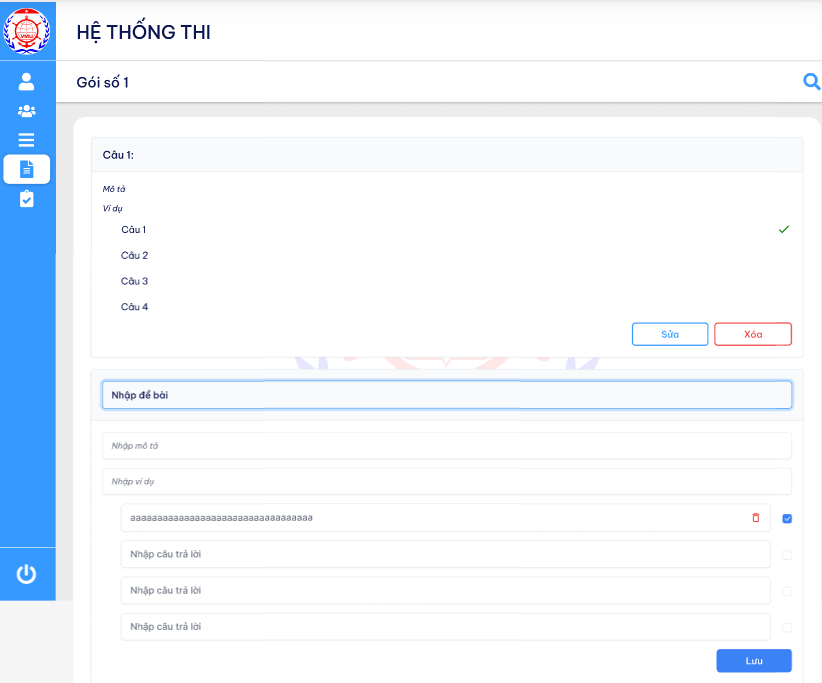 VMU
HỆ THỐNG THI
Gói số 1
Câu 1:
Mô tả
Ví dụ
Câu 1
Câu 2
Câu 3
Câu 4
Sửa
Xóa
Nhập đề bài
Nhập mô tả
Nhập ví dụ
aaaaaaaaaaaaaaaaaaaaaaaaaaaaaaaaaa
Nhập câu trả lời
Nhập câu trả lời
Nhập câu trả lời
Lưu